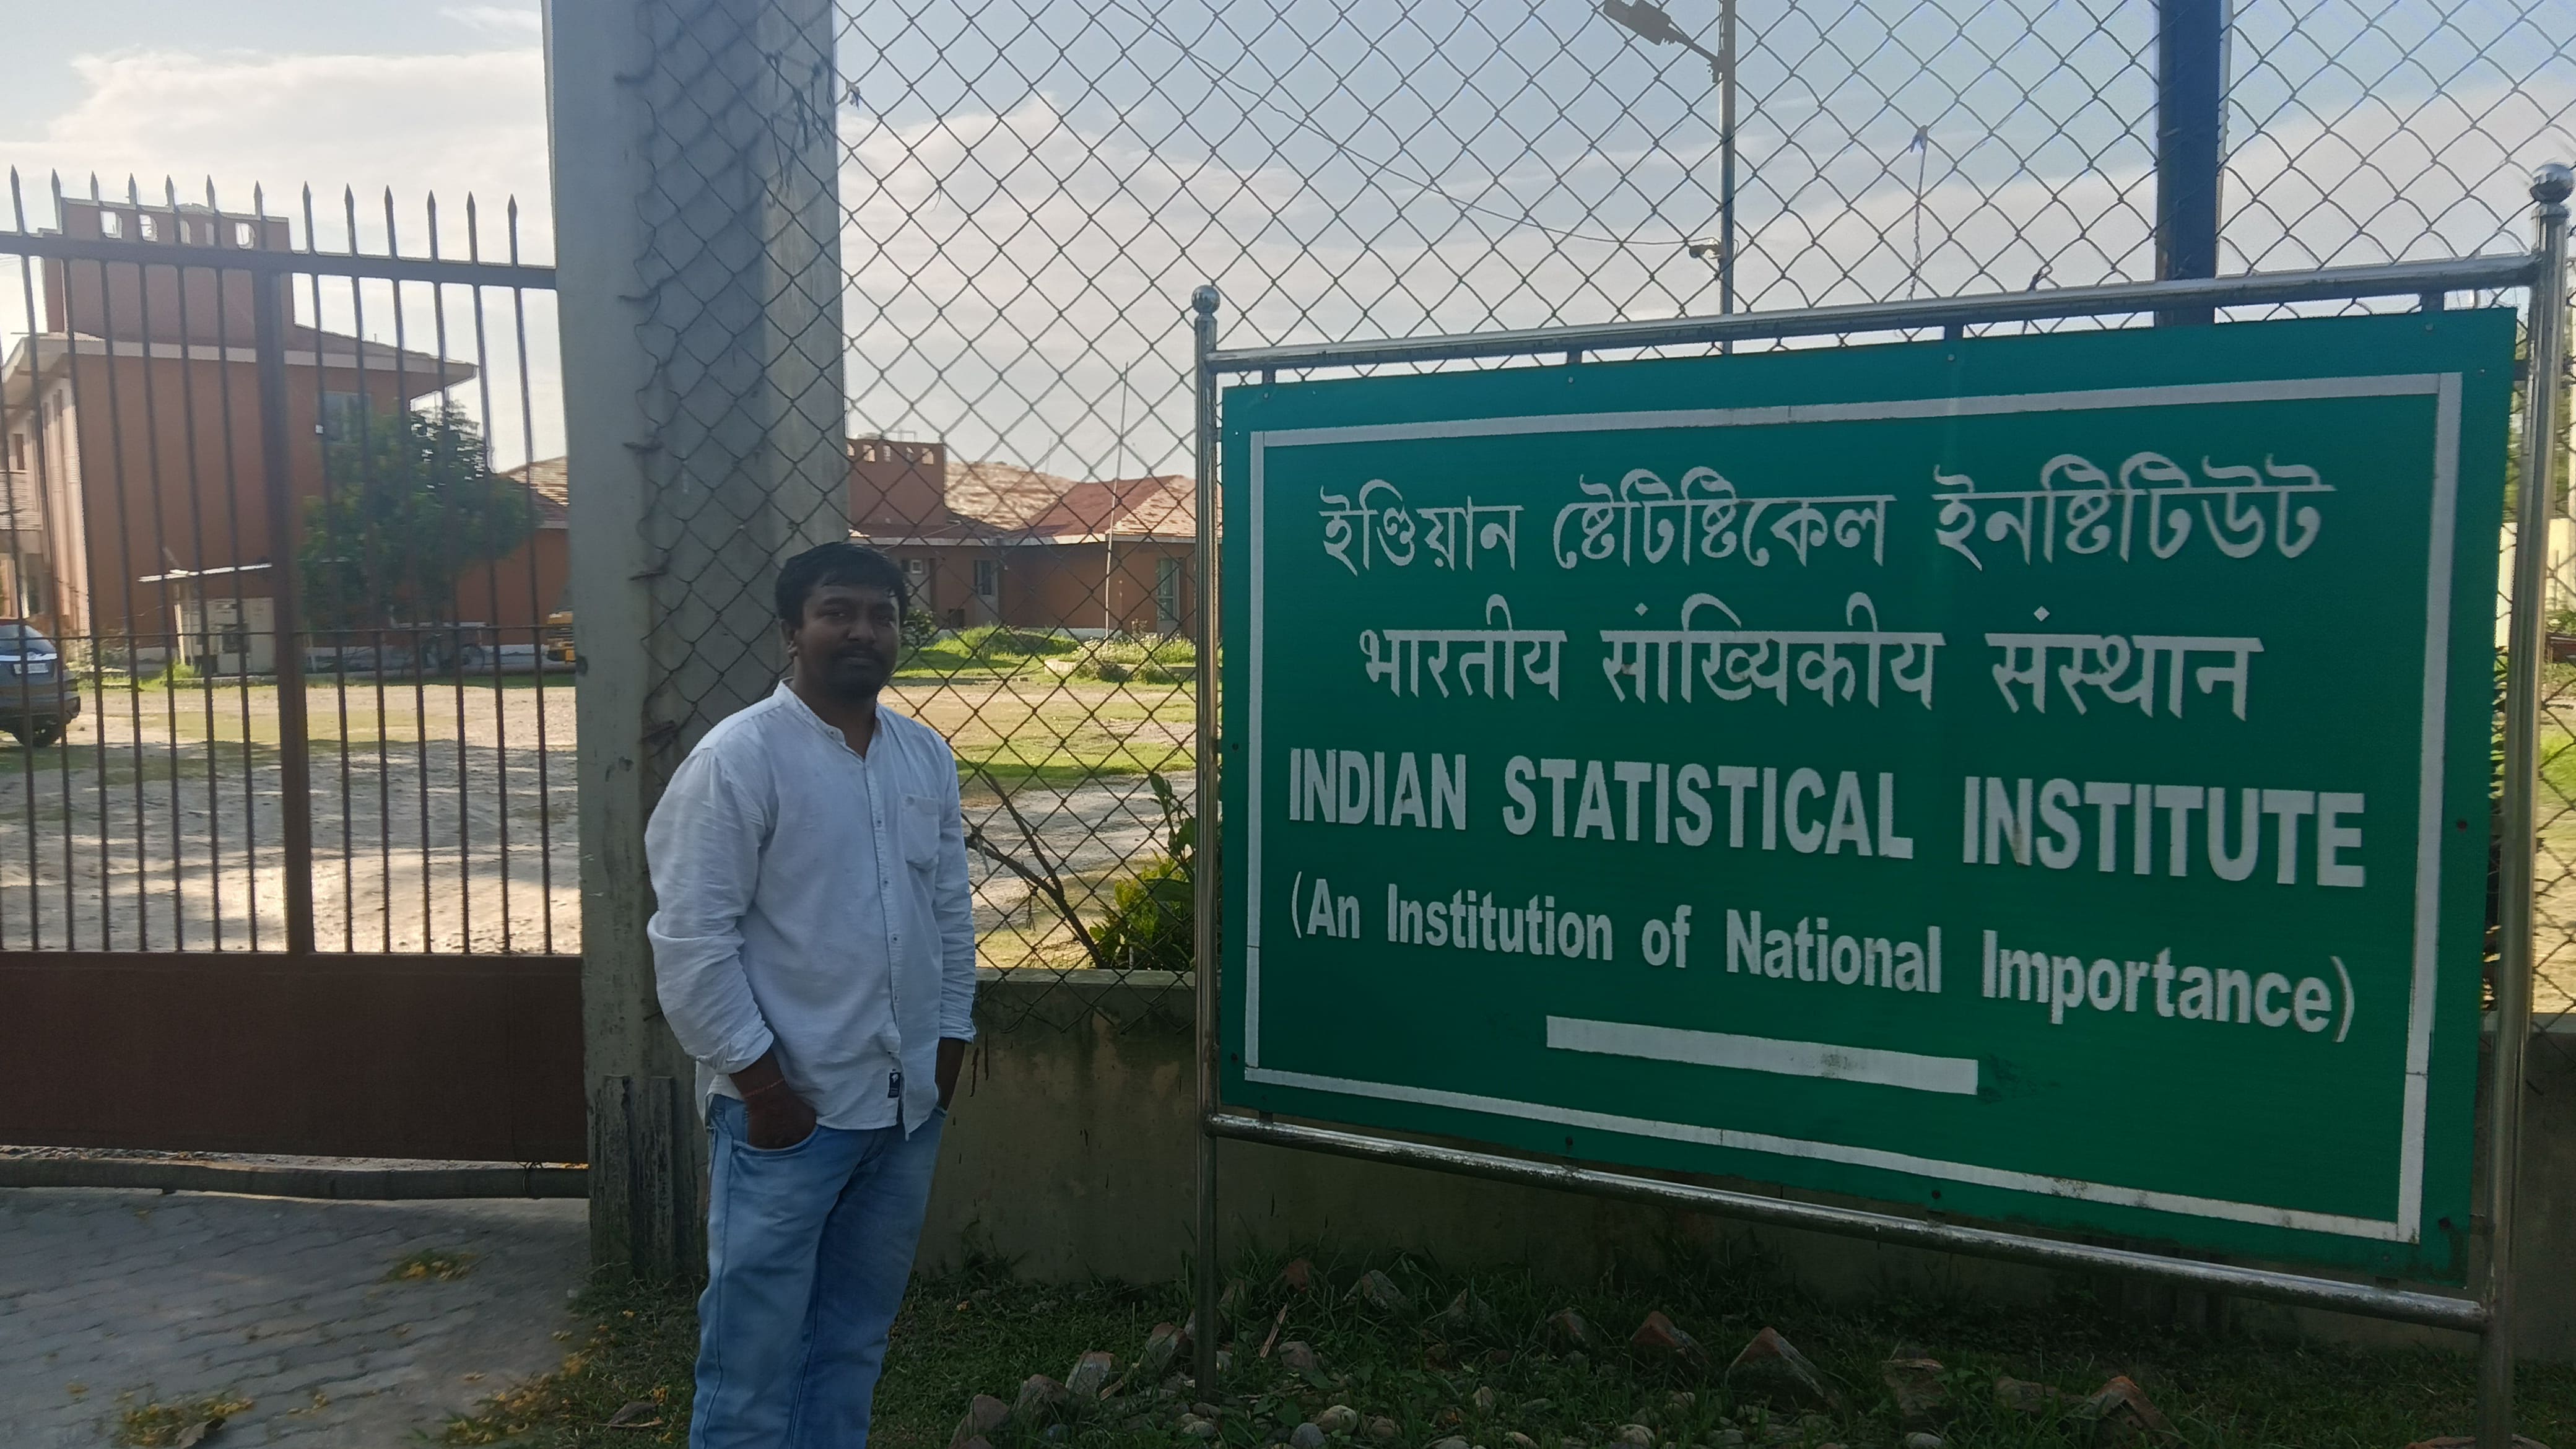 ইণ্ডিয়ান ষ্টেটিষ্টিকেল ইনষ্টিটিউট
भारतीय सांख्यिकीय संस्थान
INDIAN STATISTICAL INSTITUTE
(An Institution of National Importance)